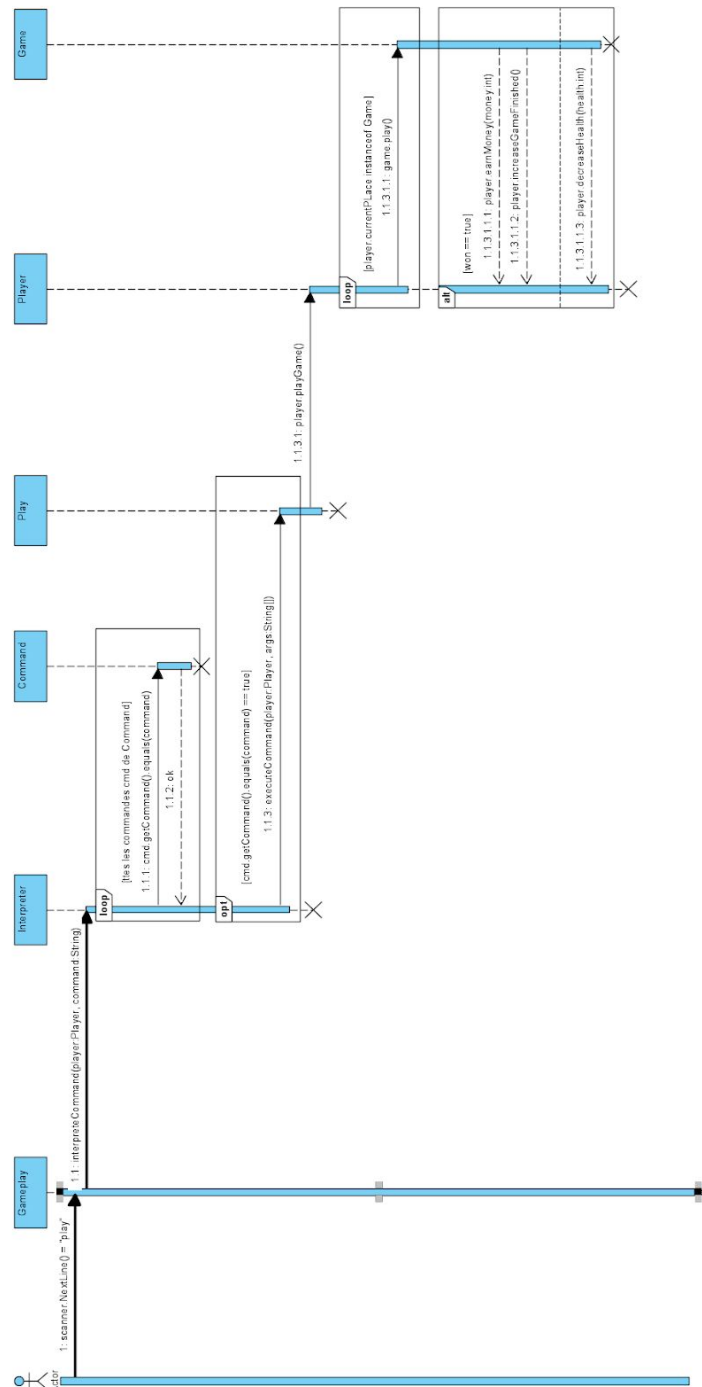 ctor
Gameplay
Interpreter
Command
Play
Player
Game
1: scanner.NextLine() = "play"
1.1: interpreteCommand(player:Player, command:String)
loop
[ttes les commandes cmd de Command]
1.1.1: cmd.getCommand().equals(command)
1.1.2: ok
opt
[cmd.getCommand().equals(command) == true]
1.1.3: executeCommand(player:Player, args:String[])
1.1.3.1: player.playGame()
loop
[player.currentPLace instanceof Game]
1.1.3.1.1: game.play()
alt
[won == true]
1.1.3.1.1.1: player.earnMoney(money:int)
1.1.3.1.1.2: player.increaseGameFinished()
1.1.3.1.1.3: player.decreaseHealth(health:int)